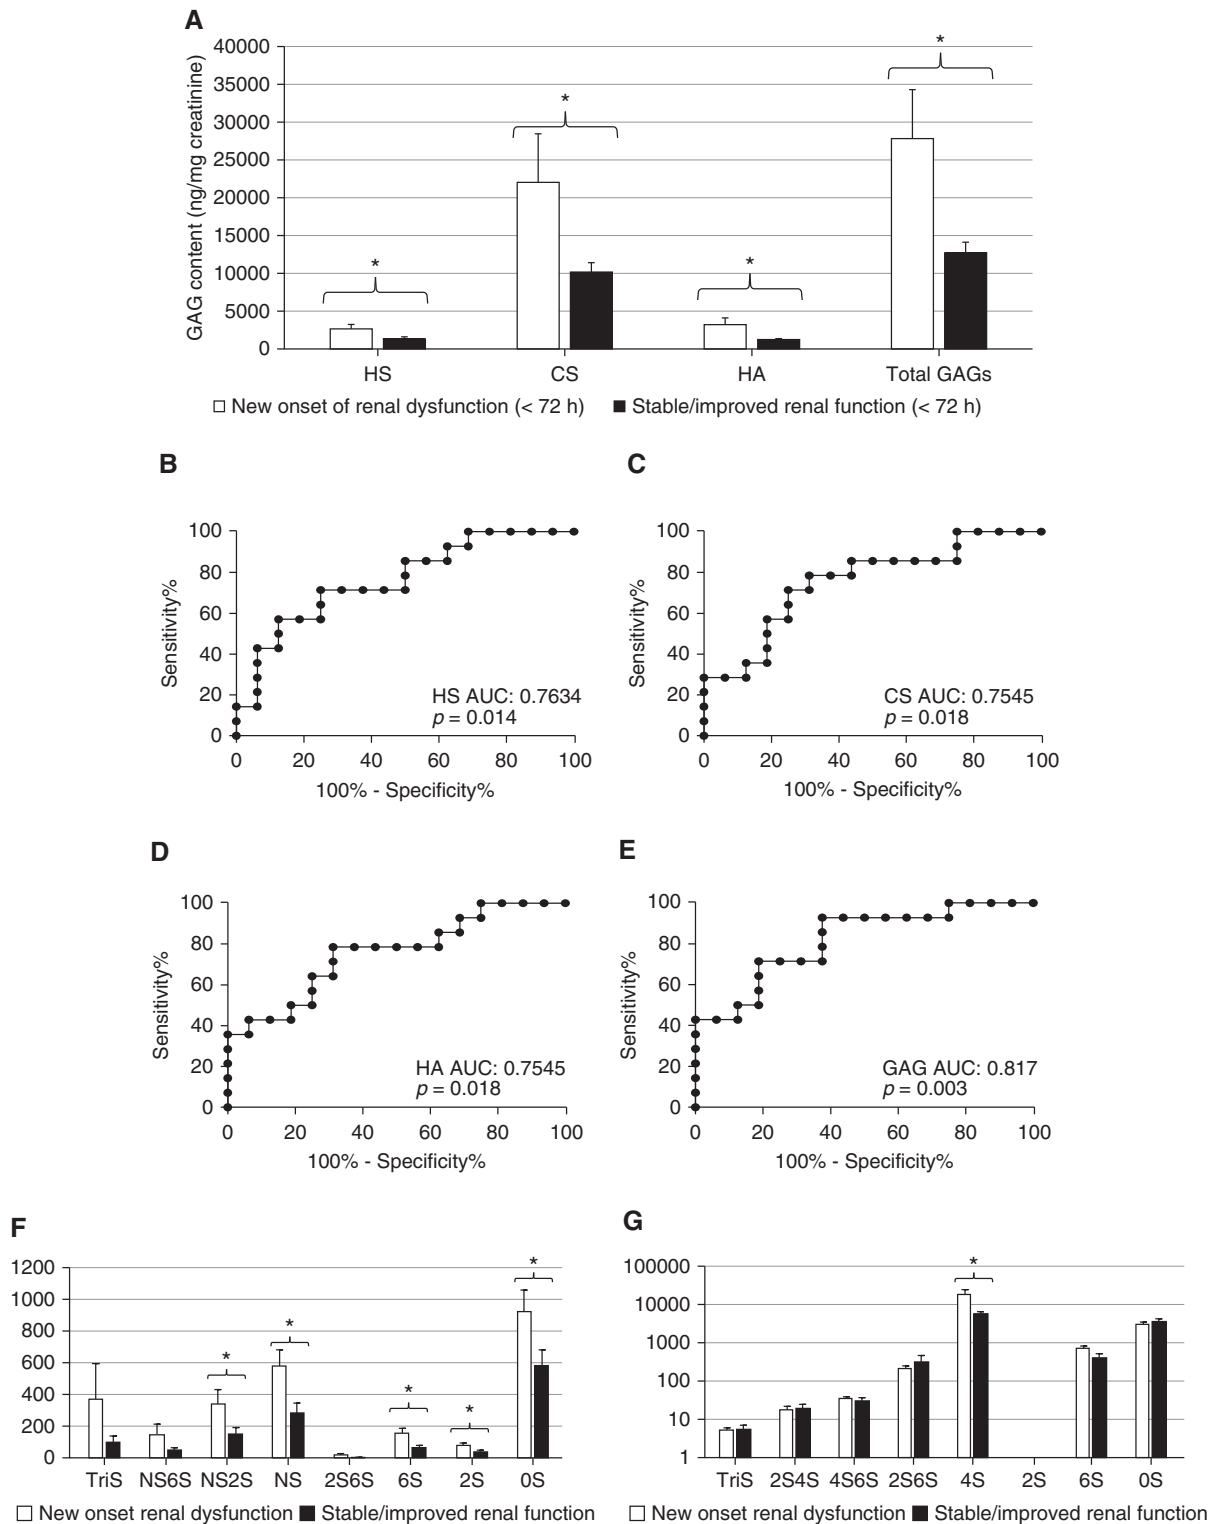 A
GAG content (ng/mg creatinine)
40000
35000
30000
25000
20000
15000
10000
5000
0
*
*
*
*
HS CS HA Total GAGs
New onset of renal dysfunction (< 72 h) Stable/improved renal function (< 72 h)
B
Sensitivity%
100
80
60
40
20
0
HS AUC: 0.7634
p = 0.014
0 20 40 60 80 100
100% - Specificity%
C
Sensitivity%
100
80
60
40
20
0
CS AUC: 0.7545
p = 0.018
0 20 40 60 80 100
100% - Specificity%
D
Sensitivity%
100
80
60
40
20
0
HA AUC: 0.7545
p = 0.018
0 20 40 60 80 100
100% - Specificity%
E
Sensitivity%
100
80
60
40
20
0
GAG AUC: 0.817
p = 0.003
0 20 40 60 80 100
100% - Specificity%
F
1200
1000
800
600
400
200
0
*
*
*
*
*
TriS NS6S NS2S NS 2S6S 6S 2S 0S
New onset renal dysfunction Stable/improved renal function
G
100000
10000
1000
100
10
1
*
TriS 2S4S 4S6S 2S6S 4S 2S 6S 0S
New onset renal dysfunction Stable/improved renal function